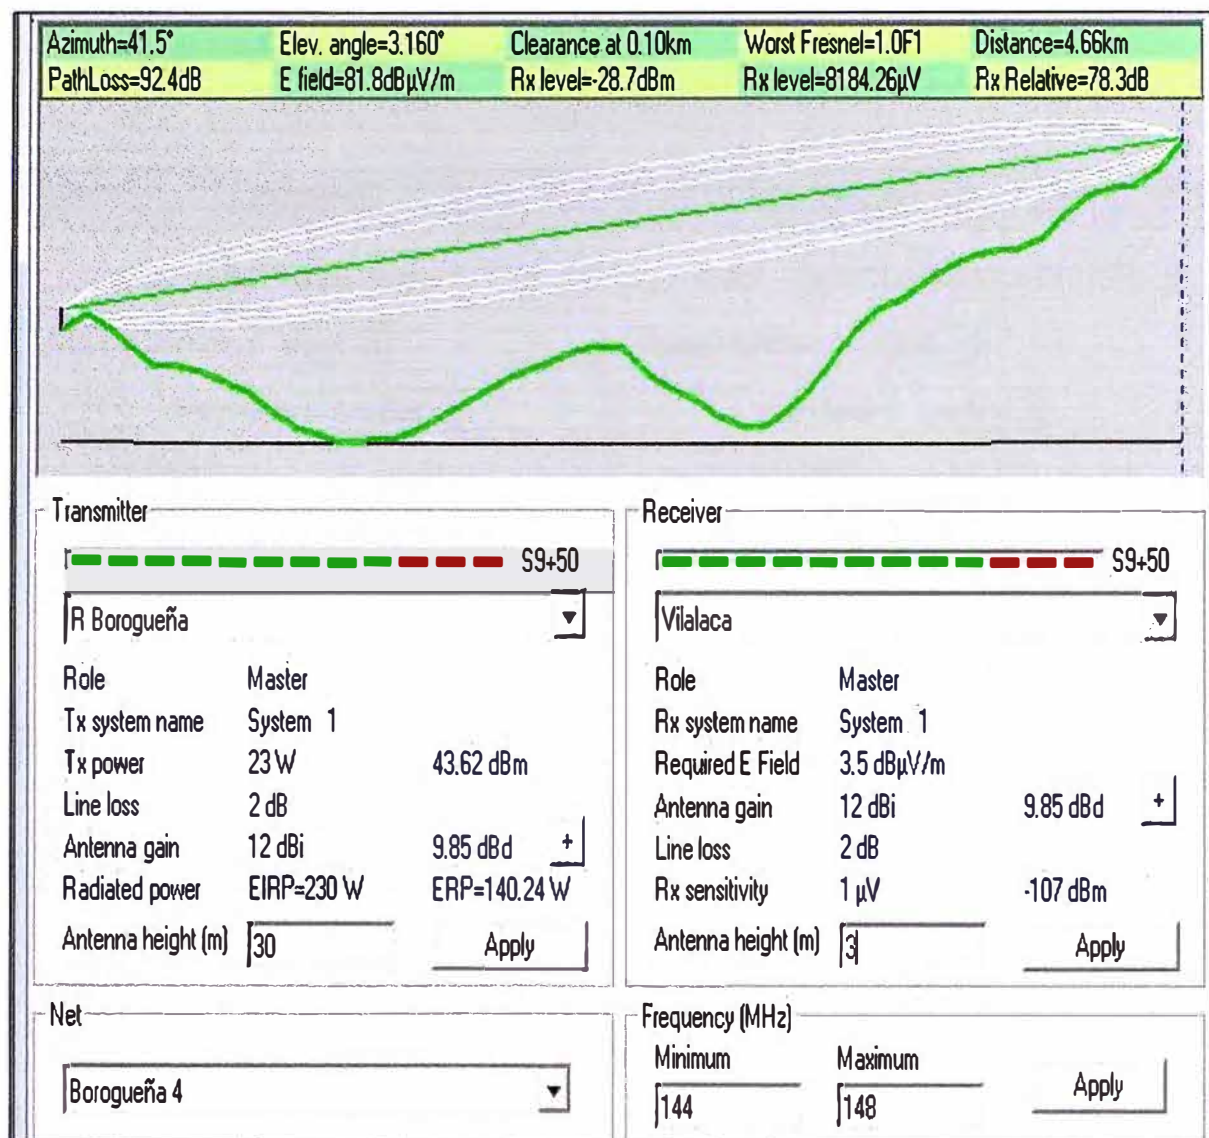 Azimuth=41.5° Elev. angle=3.160° Clearance at 0.10km Worst Fresnel=1.0F1 Distance=4.66km
PathLoss=92.4dB E field=81.8dBµV/m Rx level=-28.7dBm Rx level=8184.26µV Rx Relative=78.3dB
Transmitter
S9+50
R Borogueña
Role Master
Tx system name System 1
Tx power 23 W 43.62 dBm
Line loss 2 dB
Antenna gain 12 dBi 9.85 dBd +
Radiated power EIRP=230 W ERP=140.24 W
Antenna height (m) 30 Apply
Receiver
S9+50
Vilalaca
Role Master
Rx system name System 1
Required E Field 3.5 dBµV/m
Antenna gain 12 dBi 9.85 dBd +
Line loss 2 dB
Rx sensitivity 1 µV -107 dBm
Antenna height (m) 3 Apply
Net
Borogueña 4
Frequency (MHz)
Minimum Maximum
144 148 Apply